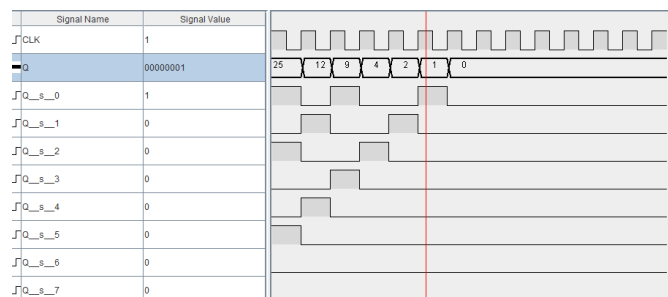 Signal Name Signal Value
CLK 1
Q 00000001 25 12 9 4 2 1 0
Q__s__0 1
Q__s__1 0
Q__s__2 0
Q__s__3 0
Q__s__4 0
Q__s__5 0
Q__s__6 0
Q__s__7 0